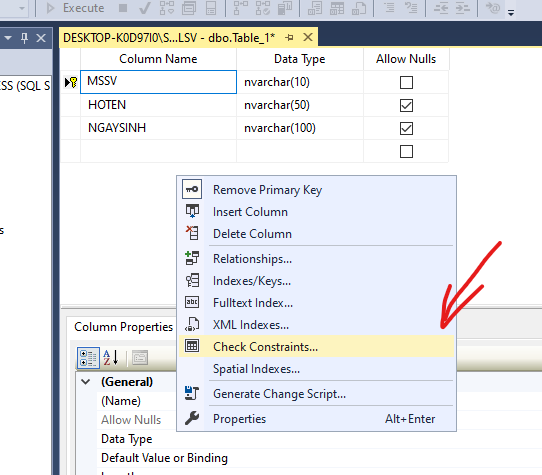 Execute
DESKTOP-K0D97I0\S...LSV - dbo.Table_1*
Column Name Data Type Allow Nulls
MSSV nvarchar(10)
ESS (SQL S
HOTEN nvarchar(50)
NGAYSINH nvarchar(100)
Remove Primary Key
Insert Column
s
Delete Column
Relationships...
Indexes/Keys...
Fulltext Index...
XML Indexes...
Column Properties
Check Constraints...
Spatial Indexes...
(General)
Generate Change Script...
(Name)
Properties Alt+Enter
Allow Nulls
Data Type
Default Value or Binding